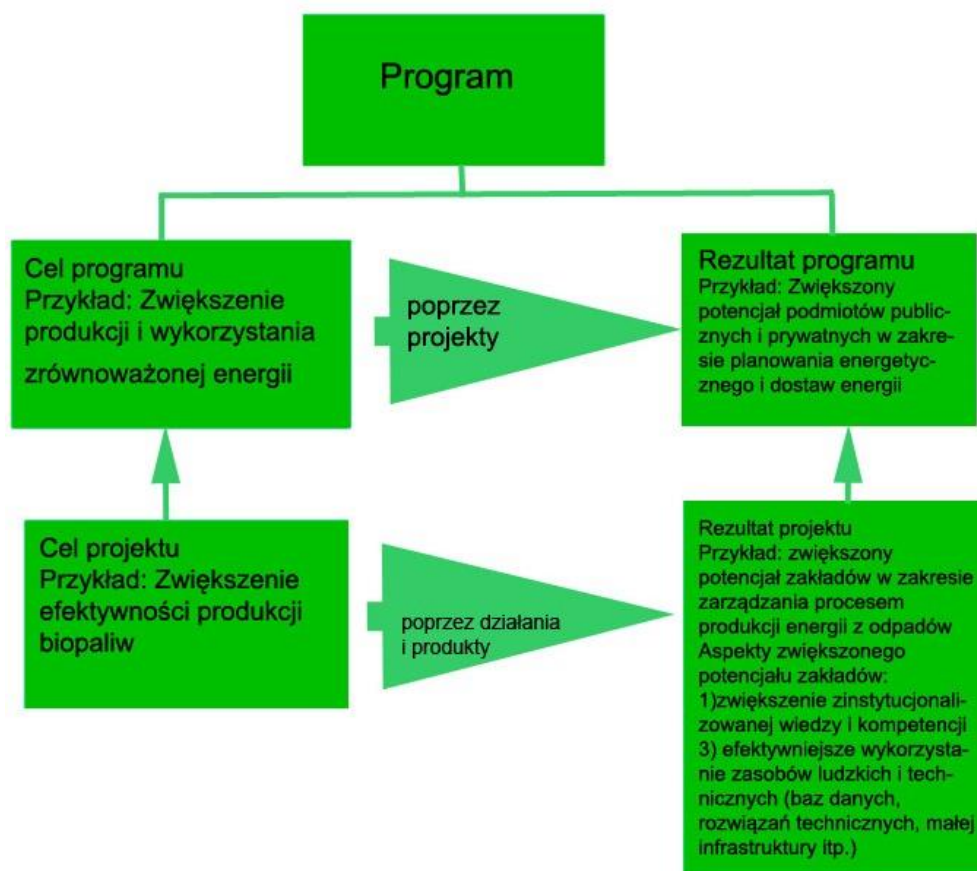 Program
Cel programu
Przykład: Zwiększenie
produkcji i wykorzystania
zrównoważonej energii
poprzez
projekty
Rezultat programu
Przykład: Zwiększony
potencjał podmiotów public-
znych i prywatnych w zakre-
sie planowania energetyc-
znego i dostaw energii
Cel projektu
Przykład: Zwiększenie
efektywności produkcji
biopaliw
poprzez działania
i produkty
Rezultat projektu
Przykład: zwiększony
potencjał zakładów w zakresie
zarządzania procesem
produkcji energii z odpadów
Aspekty zwiększonego
potencjału zakładów:
1)zwiększenie zinstytucjonali-
zowanej wiedzy i kompetencji
3) efektywniejsze wykorzysta-
nie zasobów ludzkich i tech-
nicznych (baz danych,
rozwiązań technicznych, małej
infrastruktury itp.)